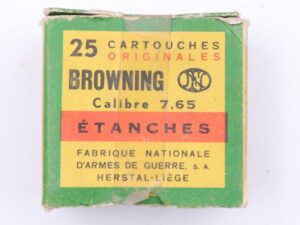 25 CARTOUCHES
ORIGINALES
BROWNING FN
Calibre 7,65
ÉTANCHES
FABRIQUE NATIONALE
D'ARMES DE GUERRE, S.A.
HERSTAL-LIÈGE